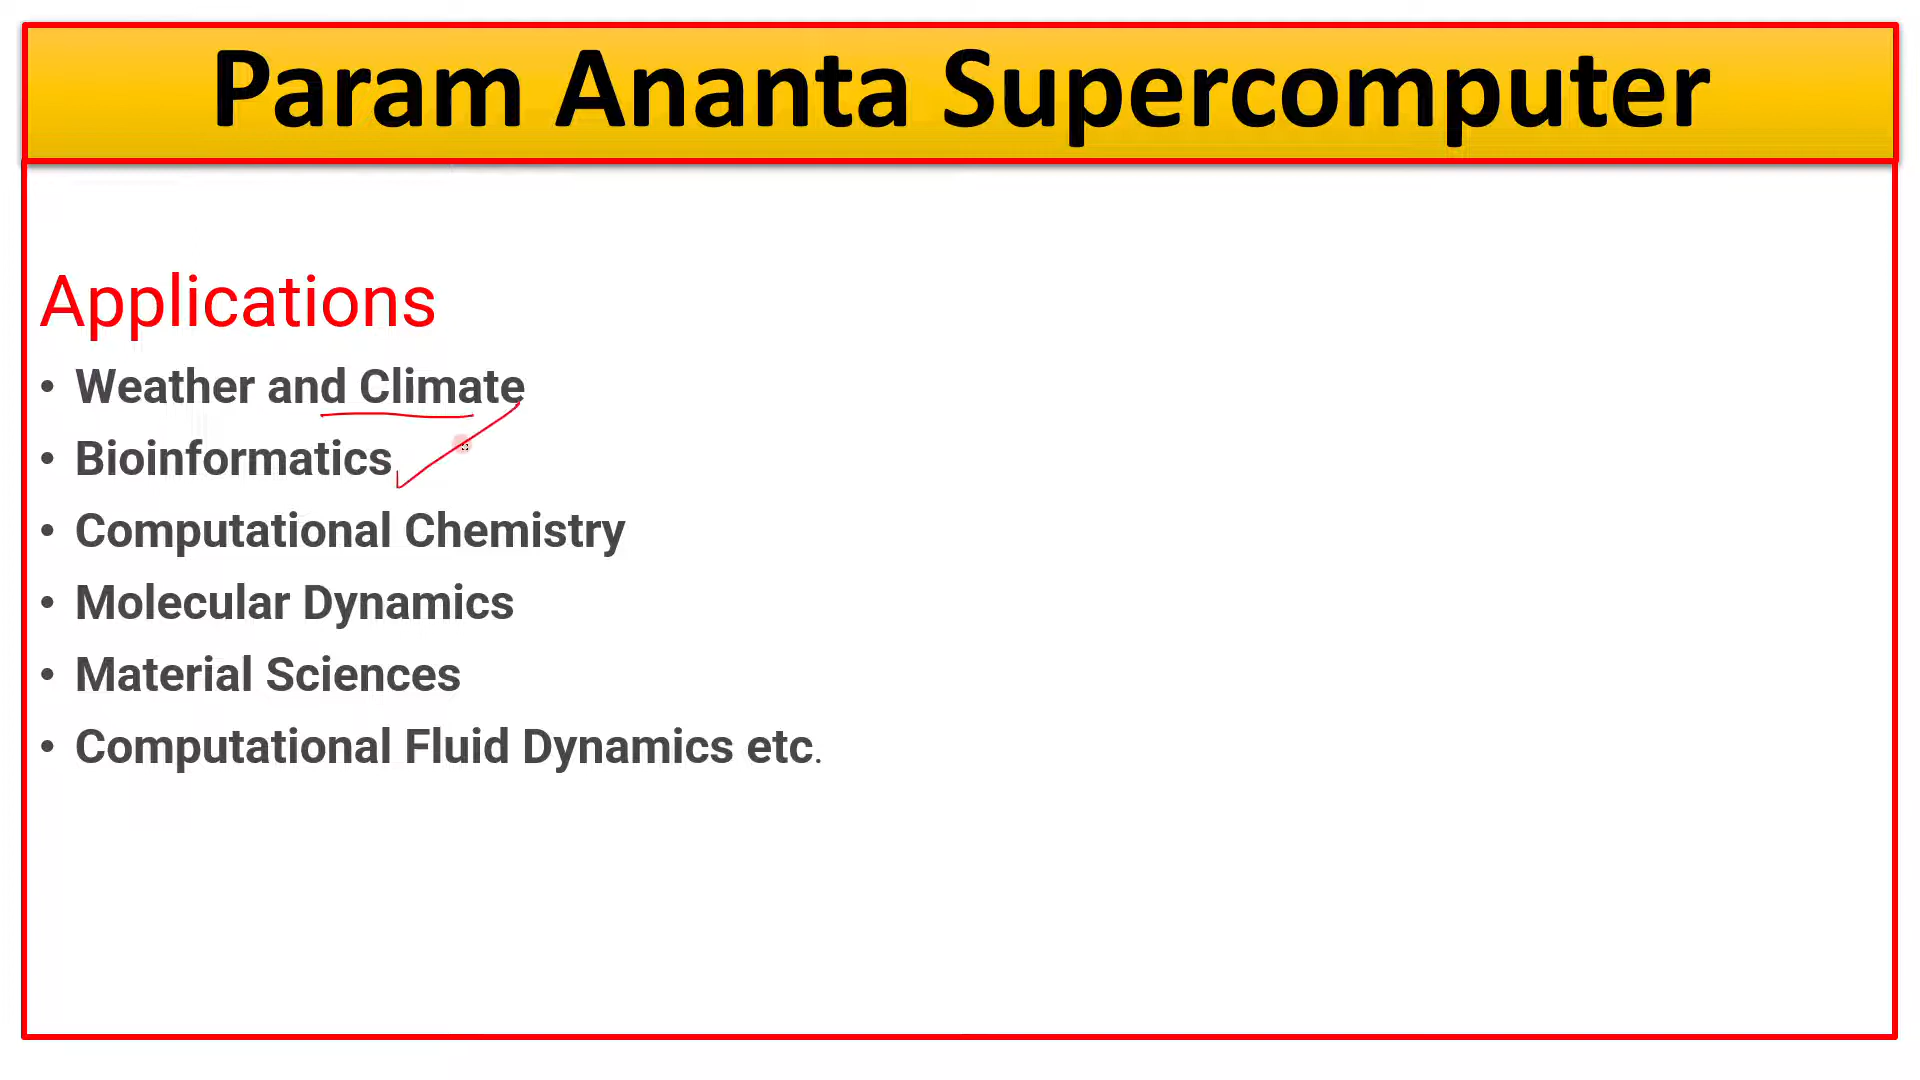 Param Ananta Supercomputer
Applications
• Weather and Climate
• Bioinformatics
• Computational Chemistry
• Molecular Dynamics
• Material Sciences
• Computational Fluid Dynamics etc.